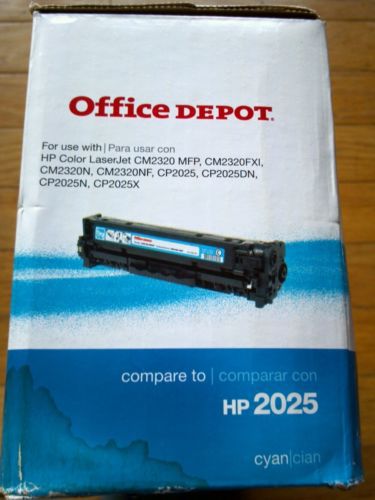 Office DEPOT.
For use with | Para usar con
HP Color LaserJet CM2320 MFP, CM2320FXI,
CM2320N, CM2320NF, CP2025, CP2025DN,
CP2025N, CP2025X
compare to | comparar con
HP 2025
cyan|cian